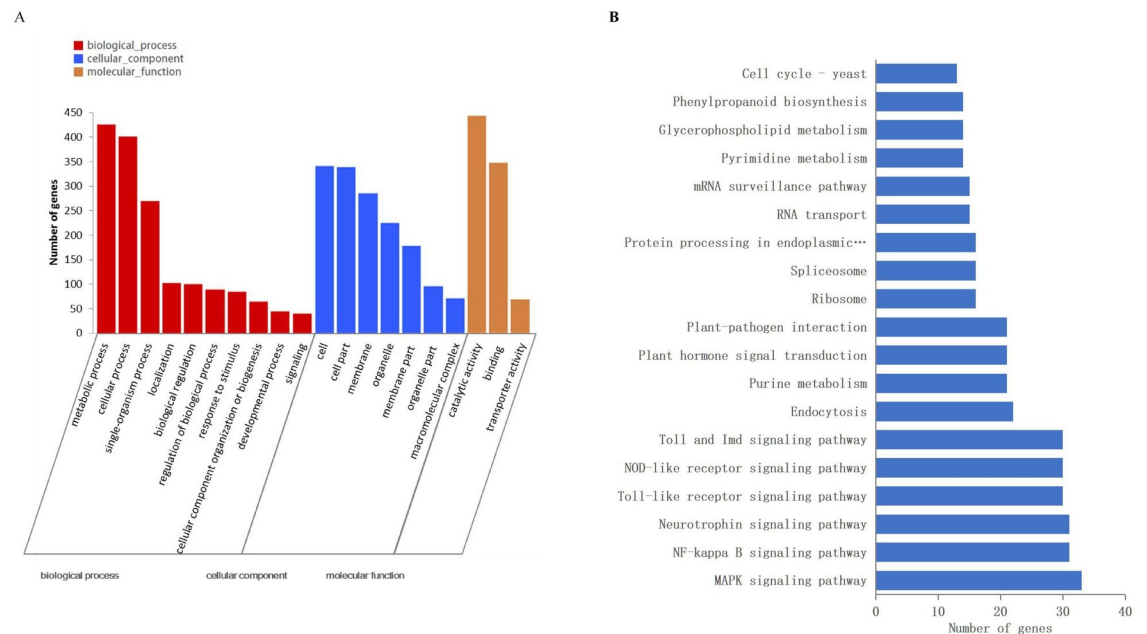 A
biological_process
cellular_component
molecular_function
450
400
350
300
250
200
150
100
50
0
Number of genes
metabolic process
cellular process
single-organism process
localization
biological regulation
regulation of biological process
response to stimulus
cellular component organization or biogenesis
developmental process
signaling
cell
cell part
membrane
organelle
membrane part
organelle part
macromolecular complex
catalytic activity
binding
transporter activity
biological process
cellular component
molecular function
B
Cell cycle - yeast
Phenylpropanoid biosynthesis
Glycerophospholipid metabolism
Pyrimidine metabolism
mRNA surveillance pathway
RNA transport
Protein processing in endoplasmic…
Spliceosome
Ribosome
Plant-pathogen interaction
Plant hormone signal transduction
Purine metabolism
Endocytosis
Toll and Imd signaling pathway
NOD-like receptor signaling pathway
Toll-like receptor signaling pathway
Neurotrophin signaling pathway
NF-kappa B signaling pathway
MAPK signaling pathway
0 10 20 30 40
Number of genes